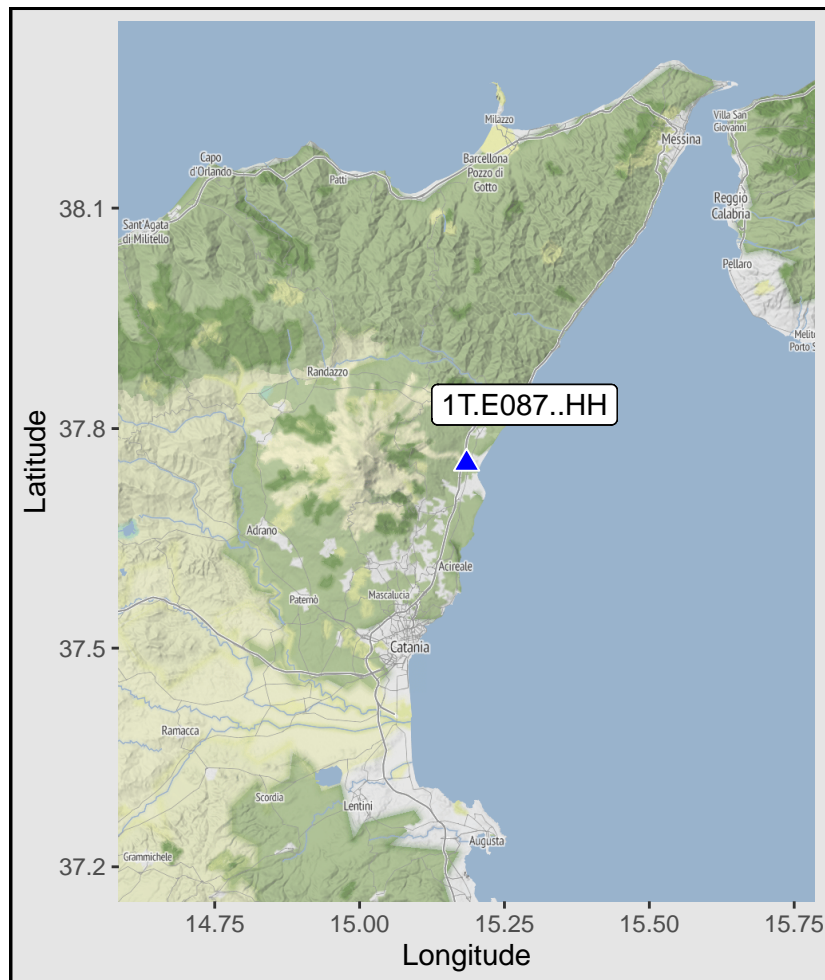 Milazzo
Messina
Villa San
Giovanni
Capo
d'Orlando
Patti
Barcellona
Pozzo di
Gotto
Reggio
Calabria
Sant'Agata
di Militello
38.1
Pellaro
Melito
Porto S
Randazzo
1T.E087..HH
37.8
Latitude
Adrano
Acireale
Mascalucia
Paternò
37.5
Catania
Ramacca
Scordia
Lentini
Augusta
Grammichele
37.2
14.75
15.00
15.25
15.50
15.75
Longitude